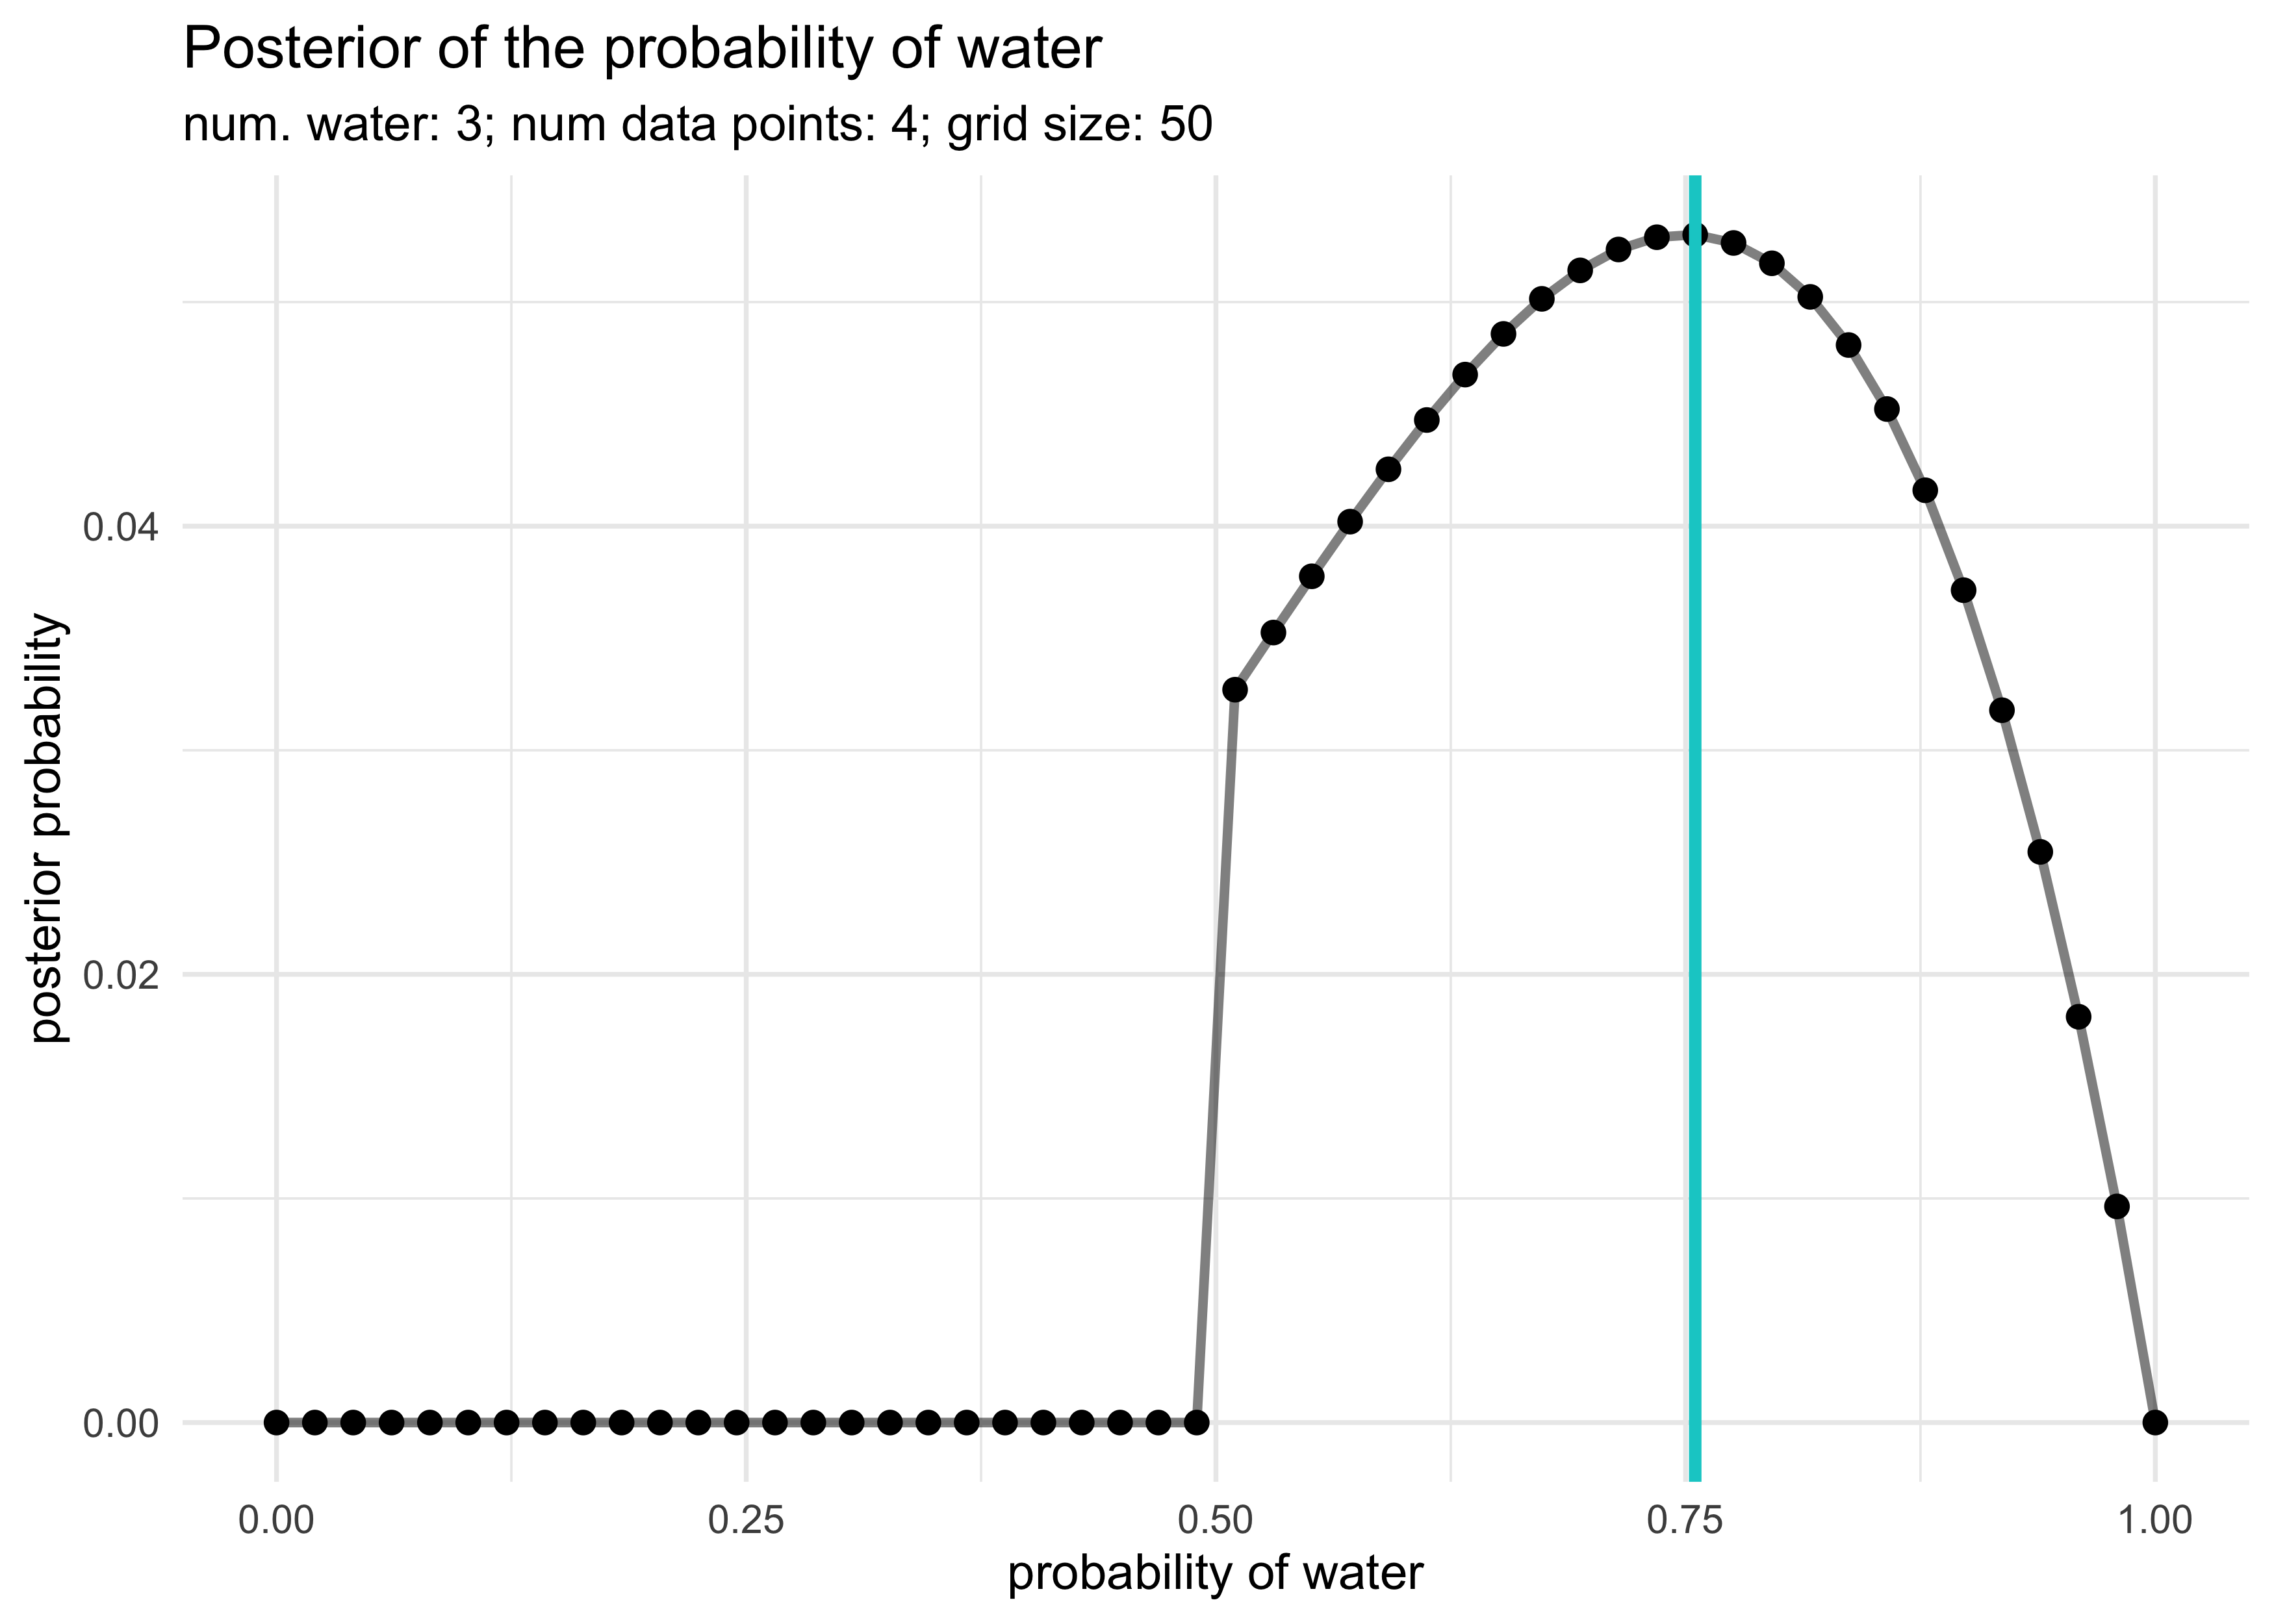 Posterior of the probability of water
num. water: 3; num data points: 4; grid size: 50
posterior probability
0.04
0.02
0.00
0.00 0.25 0.50 0.75 1.00
probability of water